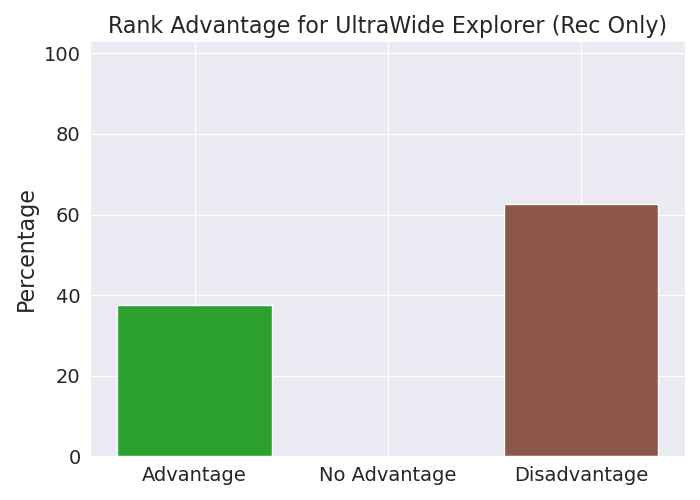 Rank Advantage for UltraWide Explorer (Rec Only)
100
80
60
40
20
0
Percentage
Advantage
No Advantage
Disadvantage